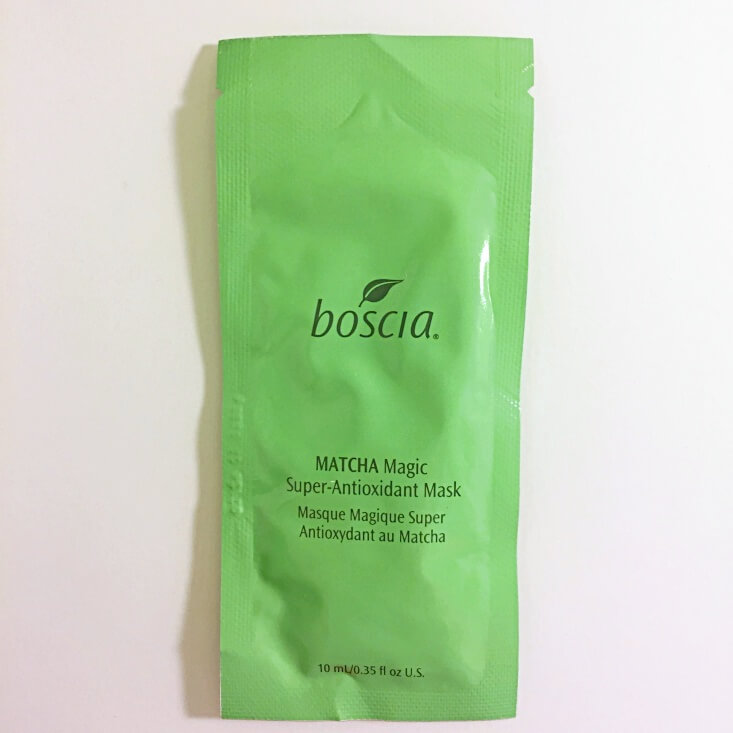 boscia®
MATCHA Magic
Super-Antioxidant Mask
Masque Magique Super
Antioxydant au Matcha
10 mL/0.35 fl oz U.S.